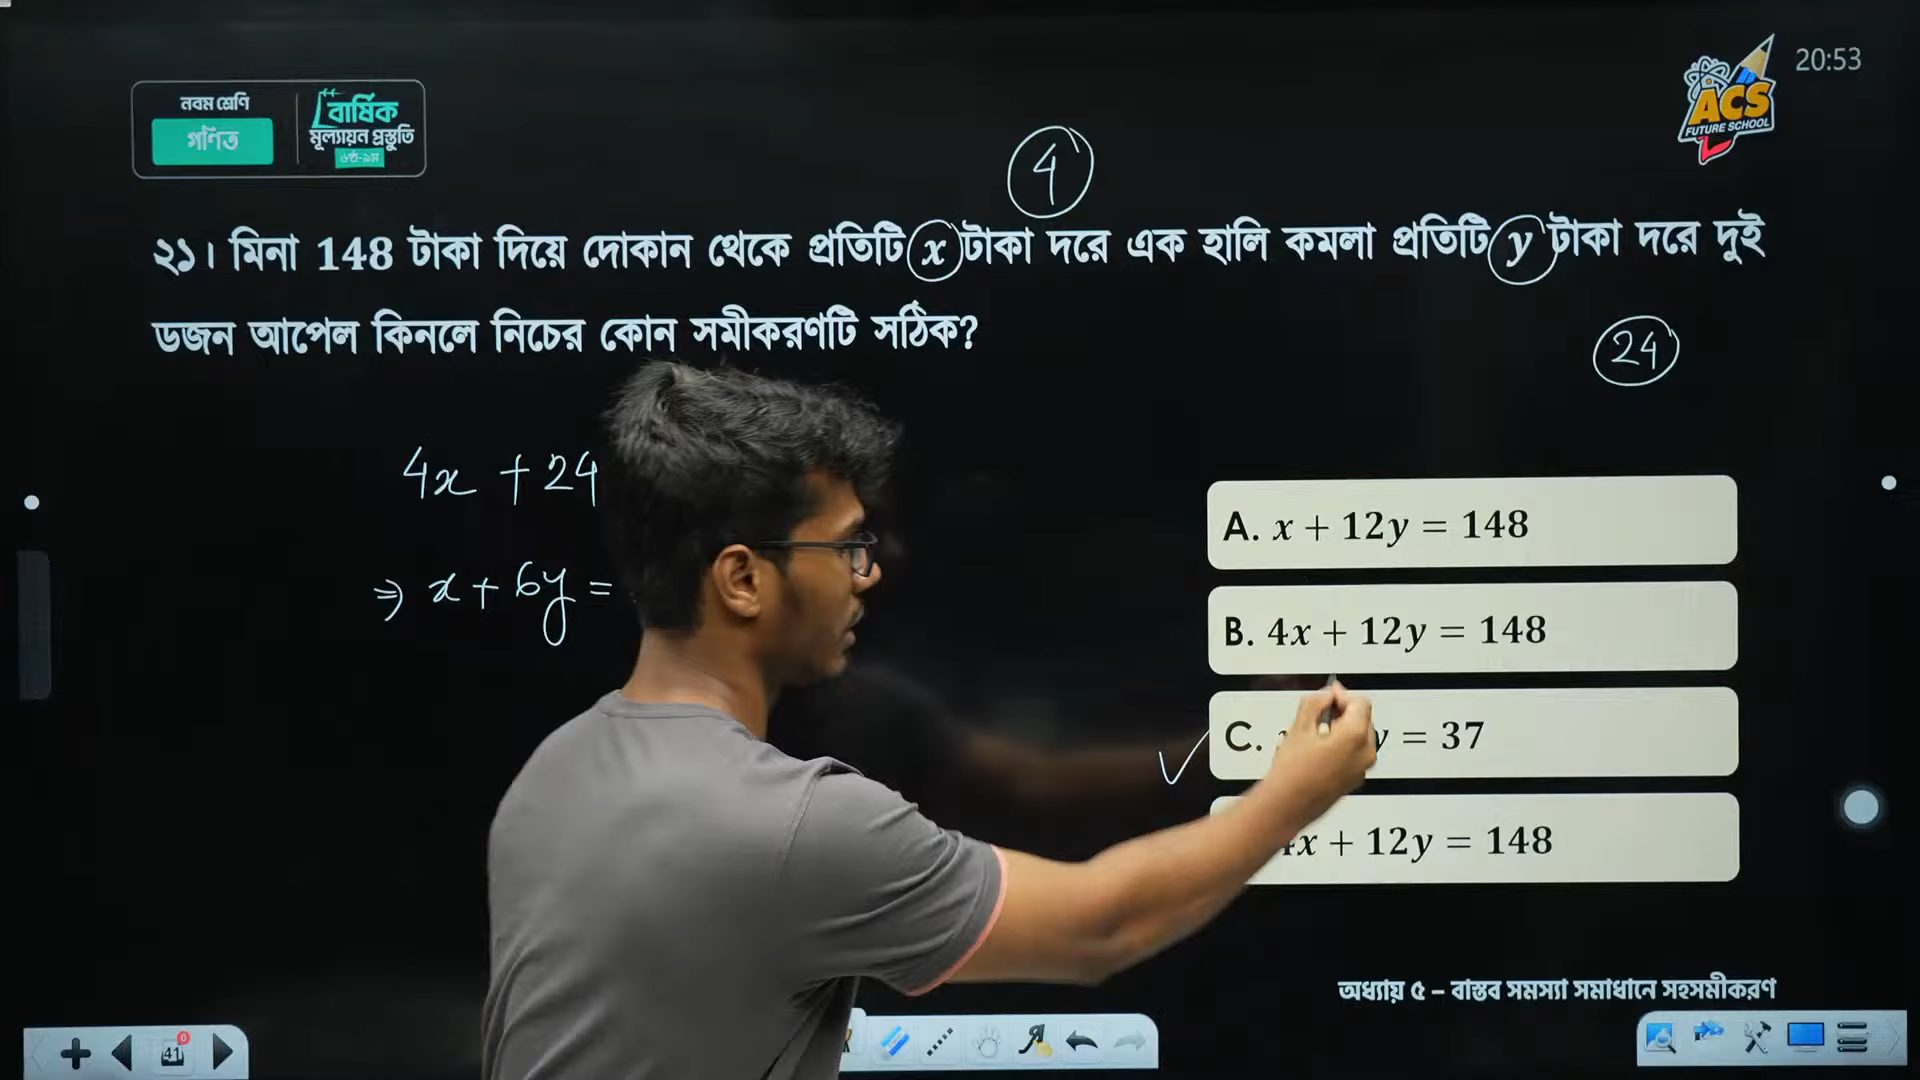 নবম শ্রেণি
গণিত
বার্ষিক
মূল্যায়ন প্রস্তুতি
৬ষ্ঠ-৯ম
ACS
FUTURE SCHOOL
20:53
4
২১। মিনা 148 টাকা দিয়ে দোকান থেকে প্রতিটি x টাকা দরে এক হালি কমলা প্রতিটি y টাকা দরে দুই
ডজন আপেল কিনলে নিচের কোন সমীকরণটি সঠিক?
24
4x + 24
⇒ x + 6y =
A. x + 12y = 148
B. 4x + 12y = 148
C. y = 37
x + 12y = 148
অধ্যায় ৫ – বাস্তব সমস্যা সমাধানে সহসমীকরণ
41
0